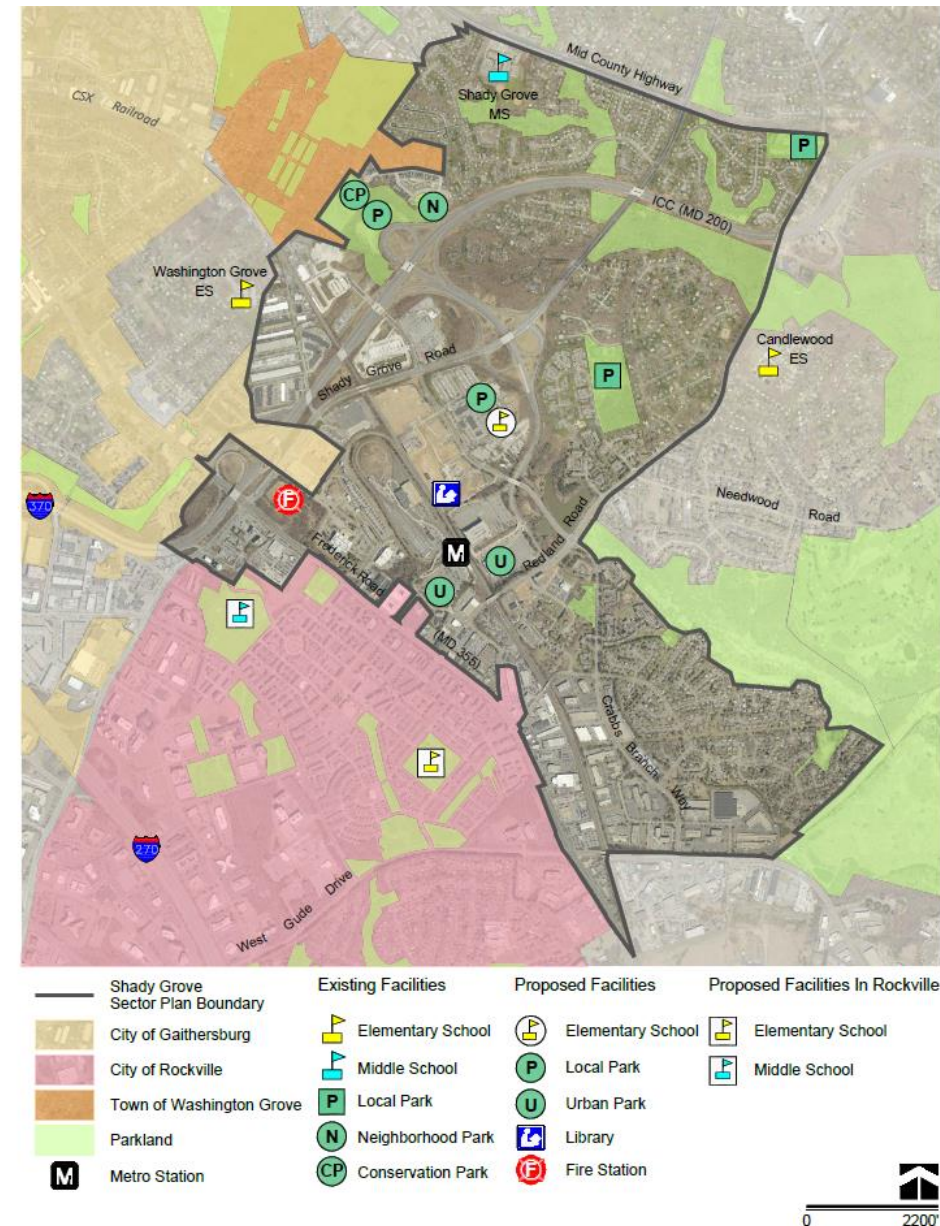 Mid County Highway
CSX Railroad
Shady Grove
MS
P
CP
P
N
ICC (MD 200)
Washington Grove
ES
Candlewood
ES
Shady Grove Road
P
P
370
F
Needwood
Road
Redland Road
Frederick Road
M
U
U
(MD 355)
Crabbs Branch Way
270
West Gude Drive
Shady Grove
Sector Plan Boundary
City of Gaithersburg
City of Rockville
Town of Washington Grove
Parkland
M Metro Station
Existing Facilities
Elementary School
Middle School
P Local Park
N Neighborhood Park
CP Conservation Park
Proposed Facilities
Elementary School
P Local Park
U Urban Park
Library
F Fire Station
Proposed Facilities In Rockville
Elementary School
Middle School
0 2200'